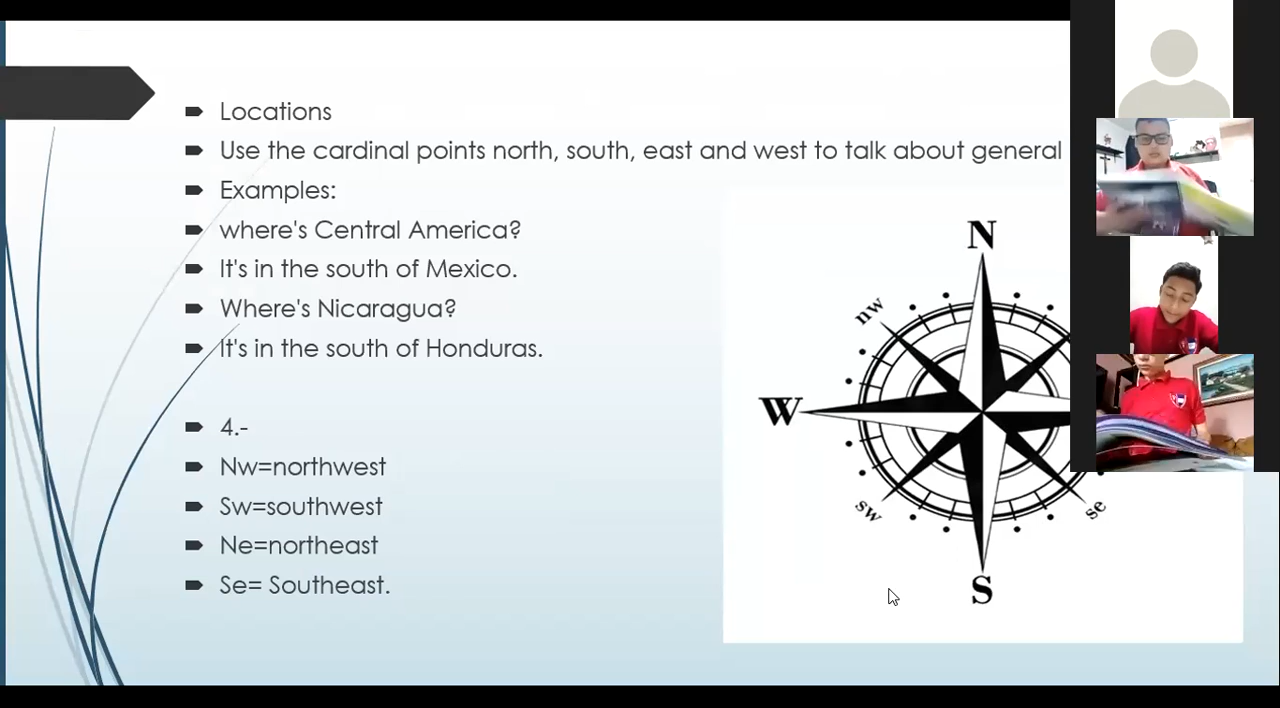 Locations
Use the cardinal points north, south, east and west to talk about general
Examples:
where's Central America?
It's in the south of Mexico.
Where's Nicaragua?
It's in the south of Honduras.
4.-
Nw=northwest
Sw=southwest
Ne=northeast
Se= Southeast.
N
nw
W
sw
se
S